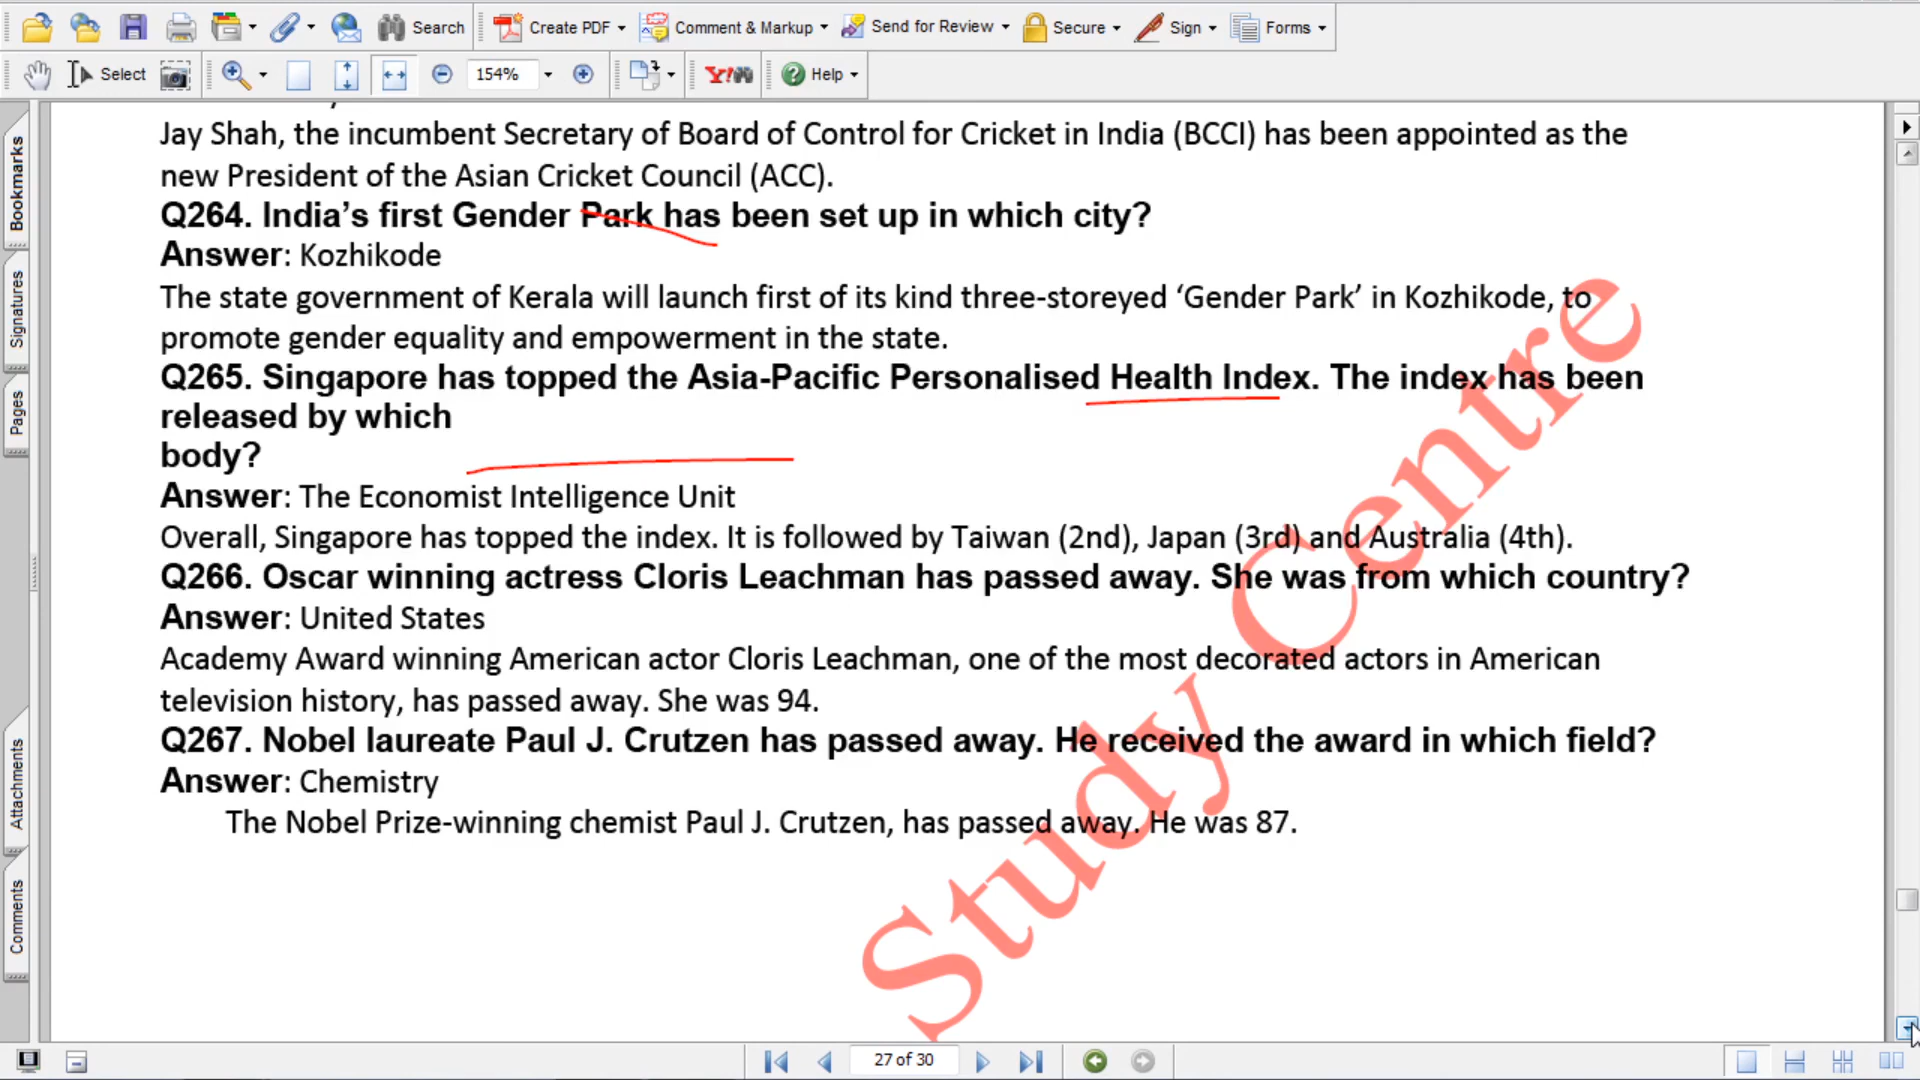 Search
Create PDF
Comment & Markup
Send for Review
Secure
Sign
Forms
Select
154%
Y!
Help
Bookmarks
Signatures
Pages
Attachments
Comments
Jay Shah, the incumbent Secretary of Board of Control for Cricket in India (BCCI) has been appointed as the
new President of the Asian Cricket Council (ACC).
Q264. India’s first Gender Park has been set up in which city?
Answer: Kozhikode
The state government of Kerala will launch first of its kind three-storeyed ‘Gender Park’ in Kozhikode, to
promote gender equality and empowerment in the state.
Q265. Singapore has topped the Asia-Pacific Personalised Health Index. The index has been
released by which
body?
Answer: The Economist Intelligence Unit
Overall, Singapore has topped the index. It is followed by Taiwan (2nd), Japan (3rd) and Australia (4th).
Q266. Oscar winning actress Cloris Leachman has passed away. She was from which country?
Answer: United States
Academy Award winning American actor Cloris Leachman, one of the most decorated actors in American
television history, has passed away. She was 94.
Q267. Nobel laureate Paul J. Crutzen has passed away. He received the award in which field?
Answer: Chemistry
The Nobel Prize-winning chemist Paul J. Crutzen, has passed away. He was 87.
Study Centre
27 of 30